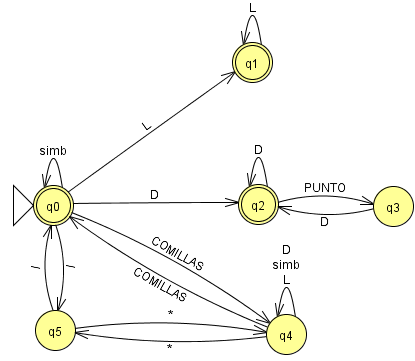 L
q1
L
simb
q0
D
D
q2
PUNTO
D
q3
COMILLAS
COMILLAS
D
simb
L
/
/
q5
*
*
q4